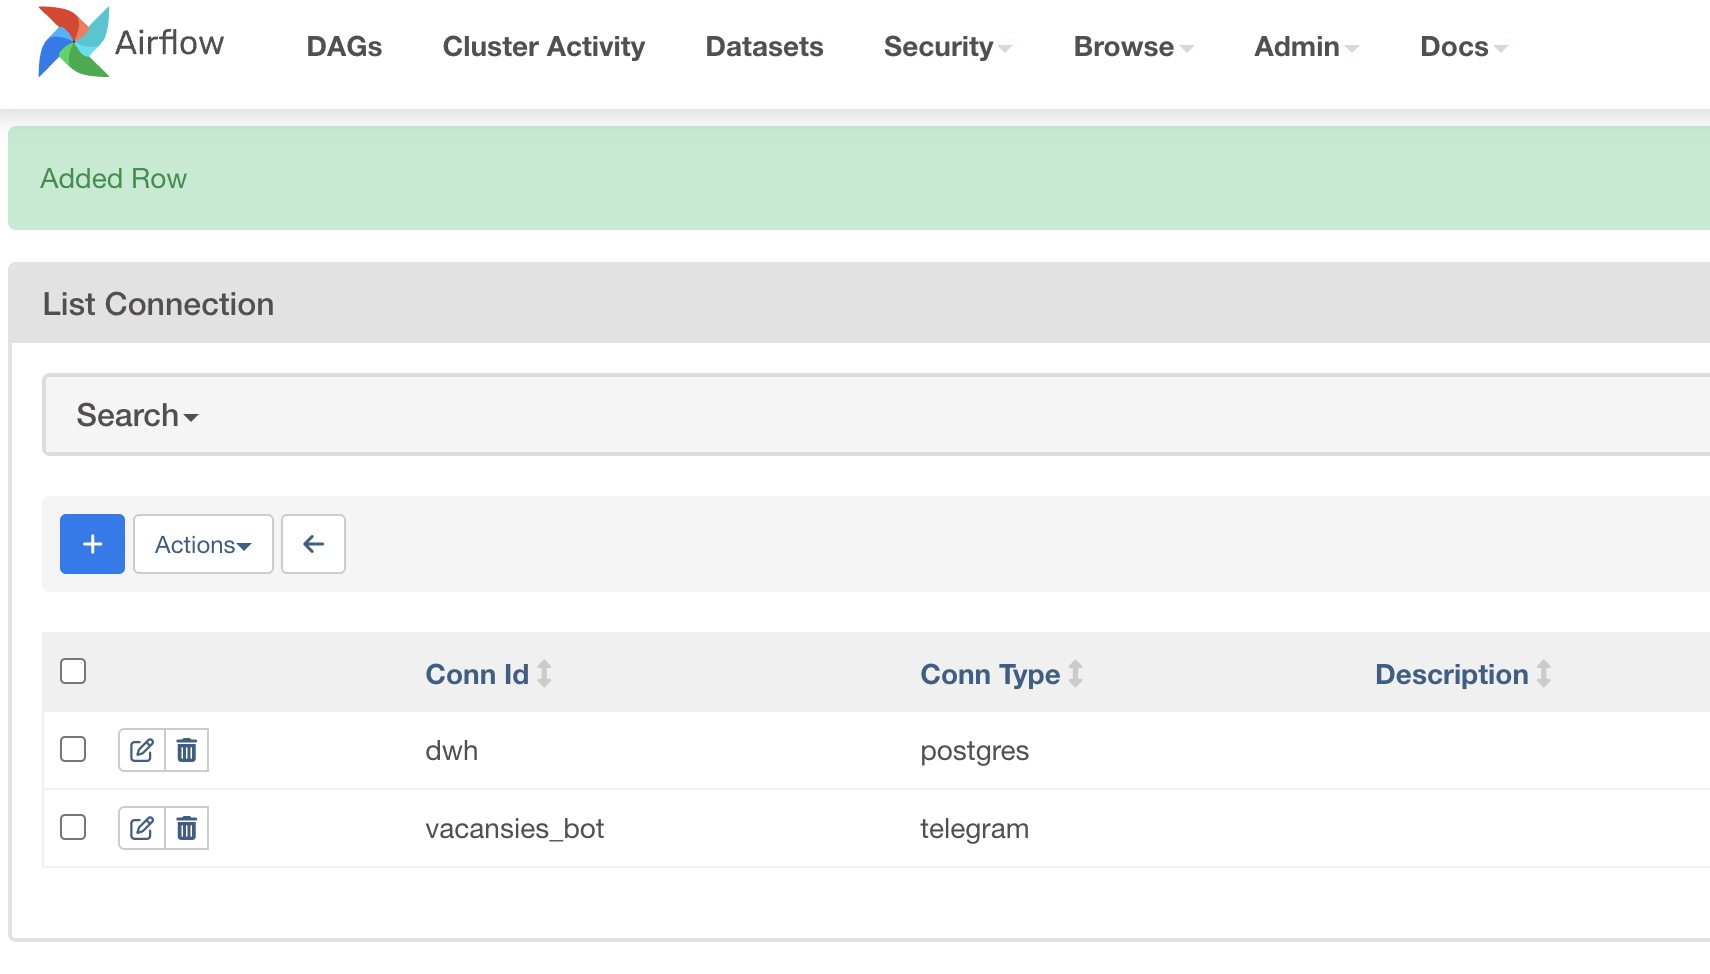 Airflow DAGs Cluster Activity Datasets Security Browse Admin Docs
Added Row
List Connection
Search
+ Actions
Conn Id Conn Type Description
dwh postgres
vacansies_bot telegram